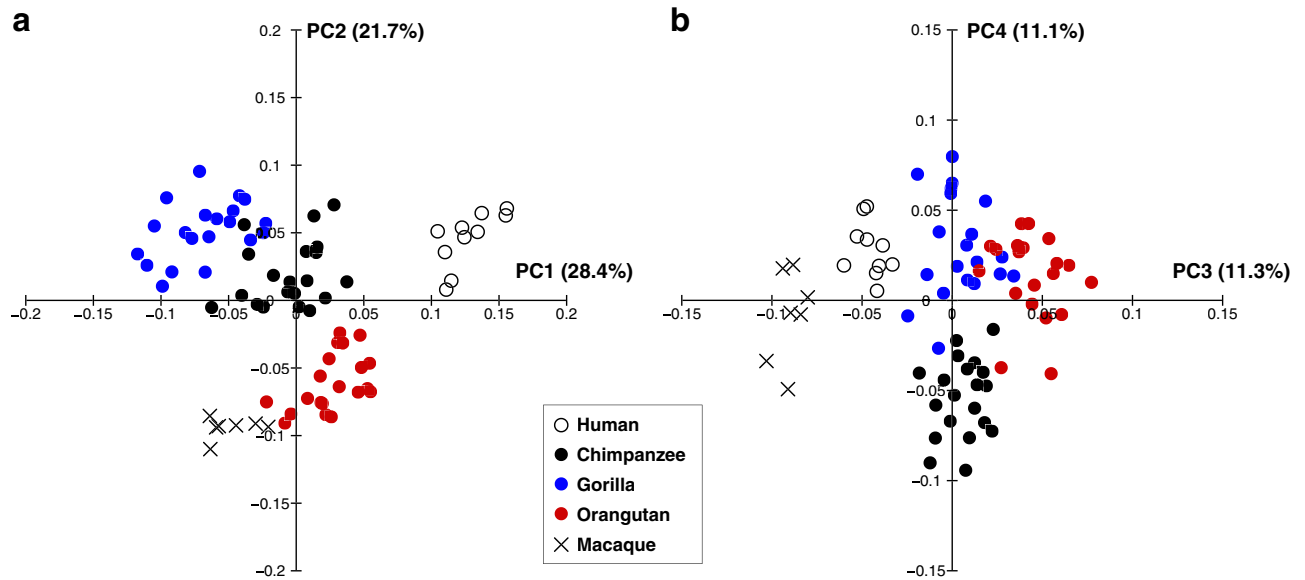 a
PC2 (21.7%)
0.2
0.15
0.1
0.05
0
−0.05
−0.1
−0.15
−0.2
PC1 (28.4%)
−0.2 −0.15 −0.1 −0.05 0.05 0.1 0.15 0.2
b
PC4 (11.1%)
0.15
0.1
0.05
0
−0.05
−0.1
−0.15
PC3 (11.3%)
−0.15 −0.1 −0.05 0.05 0.1 0.15
Human
Chimpanzee
Gorilla
Orangutan
Macaque